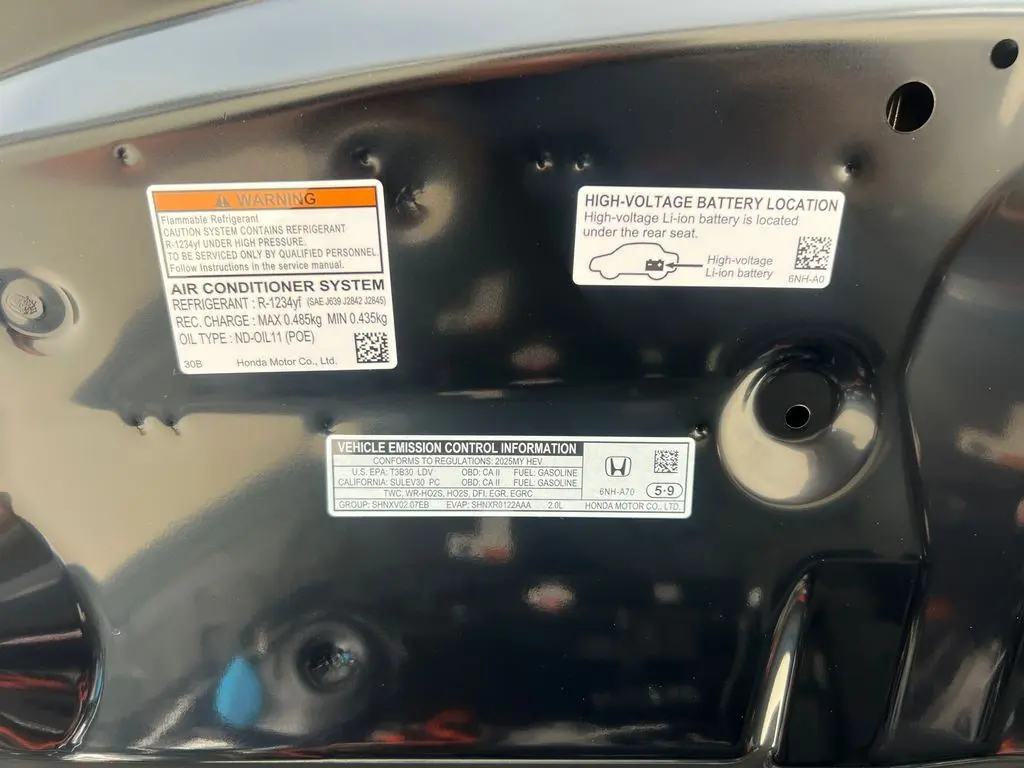 WARNING
Flammable Refrigerant
CAUTION SYSTEM CONTAINS REFRIGERANT
R-1234yf UNDER HIGH PRESSURE.
TO BE SERVICED ONLY BY QUALIFIED PERSONNEL.
Follow instructions in the service manual.
AIR CONDITIONER SYSTEM
REFRIGERANT : R-1234yf (SAE J639 J2842 J2845)
REC. CHARGE : MAX 0.485kg MIN 0.435kg
OIL TYPE : ND-OIL11 (POE)
30B Honda Motor Co., Ltd.
HIGH-VOLTAGE BATTERY LOCATION
High-voltage Li-ion battery is located
under the rear seat.
High-voltage
Li-ion battery
6NH-A0
VEHICLE EMISSION CONTROL INFORMATION
CONFORMS TO REGULATIONS: 2025MY HEV
U.S. EPA: T3B30 LDV OBD: CA II FUEL: GASOLINE
CALIFORNIA: SULEV30 PC OBD: CA II FUEL: GASOLINE
TWC, WR-HO2S, HO2S, DFI, EGR, EGRC
GROUP: SHNXV02.07EB EVAP: SHNXR0122AAA 2.0L
6NH-A70 5·9
HONDA MOTOR CO., LTD.